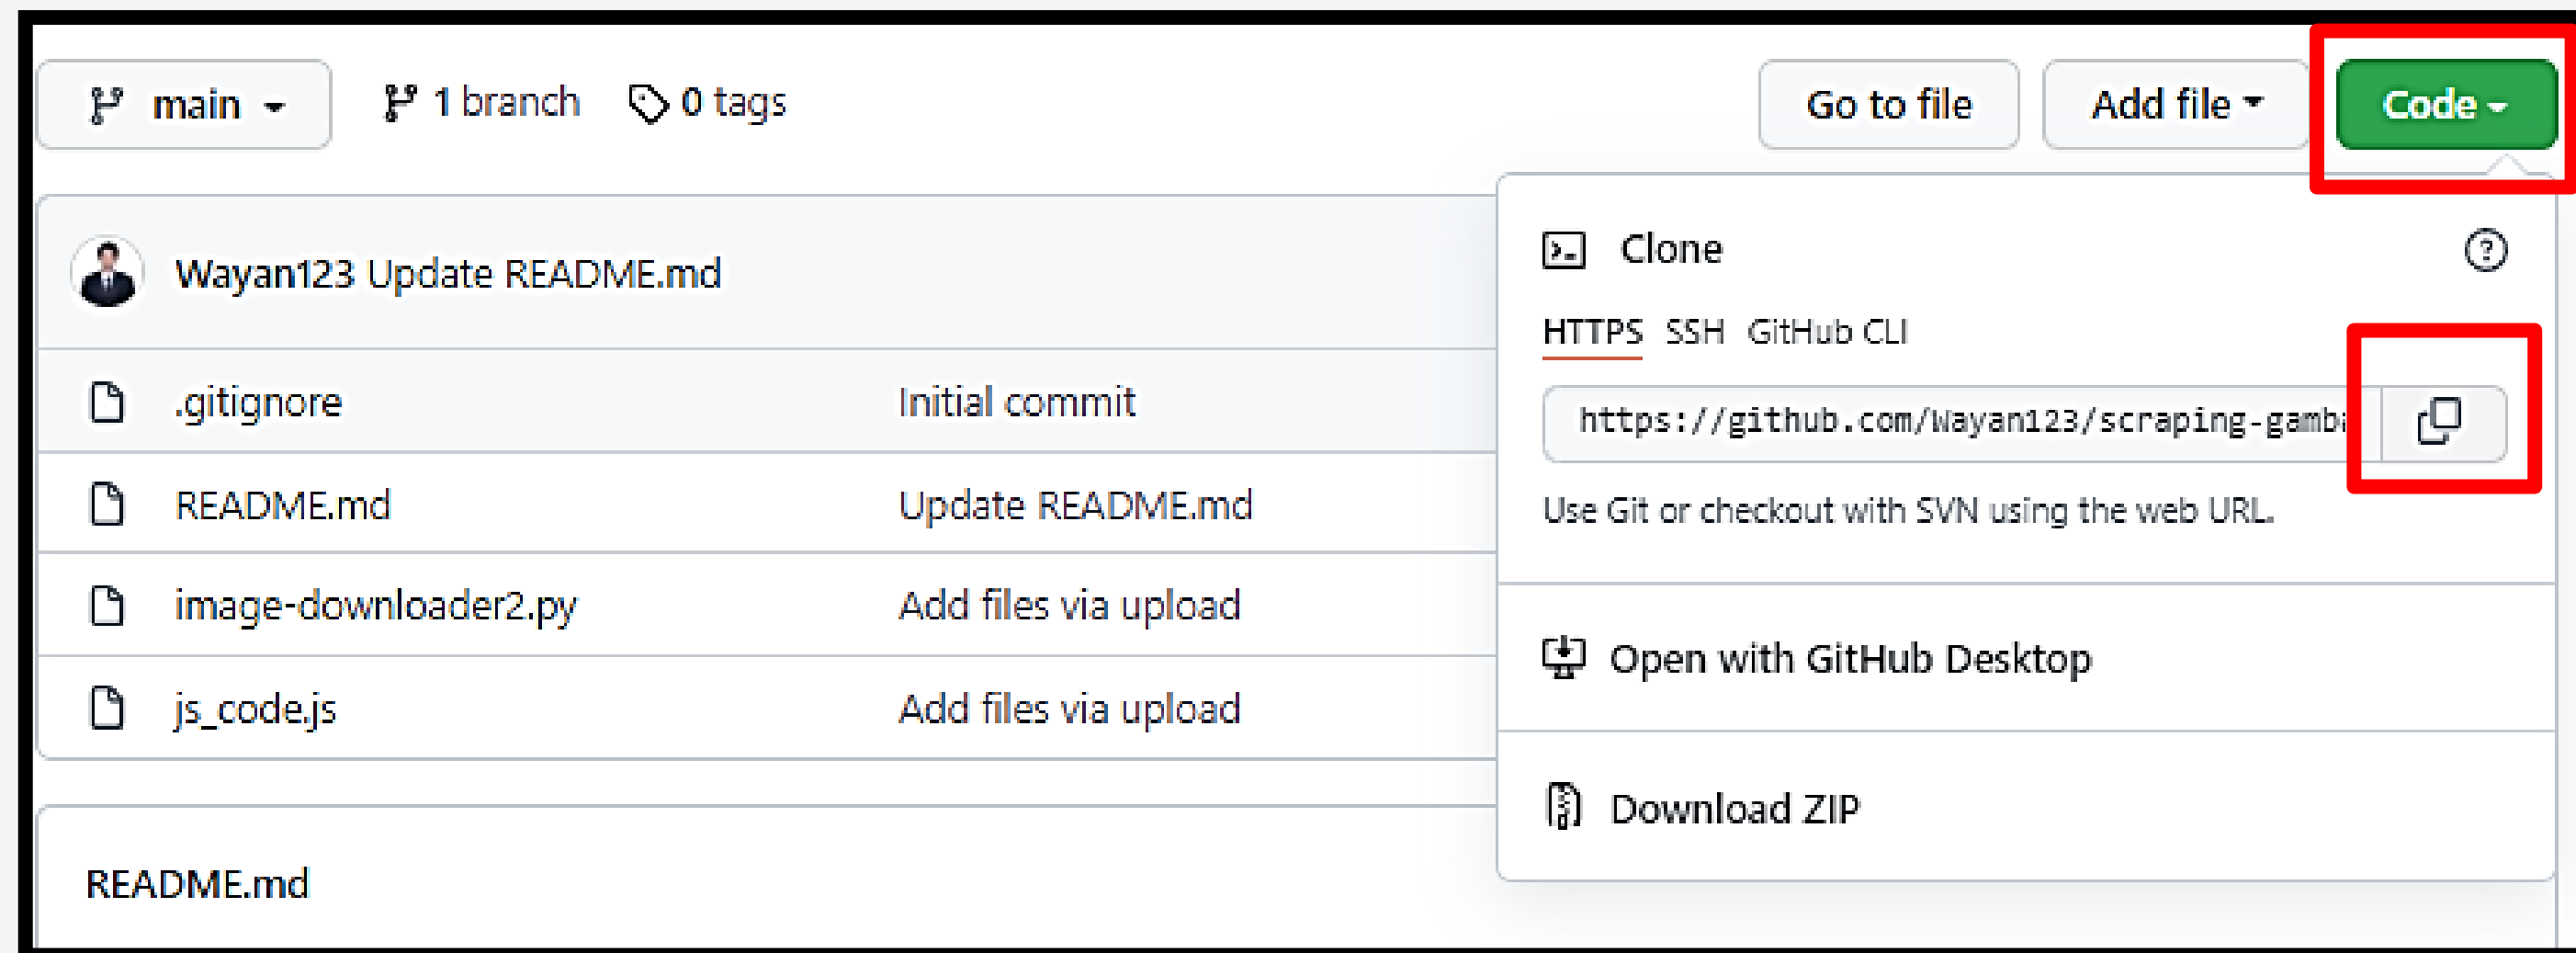 main
1 branch
0 tags
Go to file
Add file
Code
Wayan123 Update README.md
.gitignore Initial commit
README.md Update README.md
image-downloader2.py Add files via upload
js_code.js Add files via upload
README.md
Clone
HTTPS SSH GitHub CLI
https://github.com/Wayan123/scraping-gamba
Use Git or checkout with SVN using the web URL.
Open with GitHub Desktop
Download ZIP